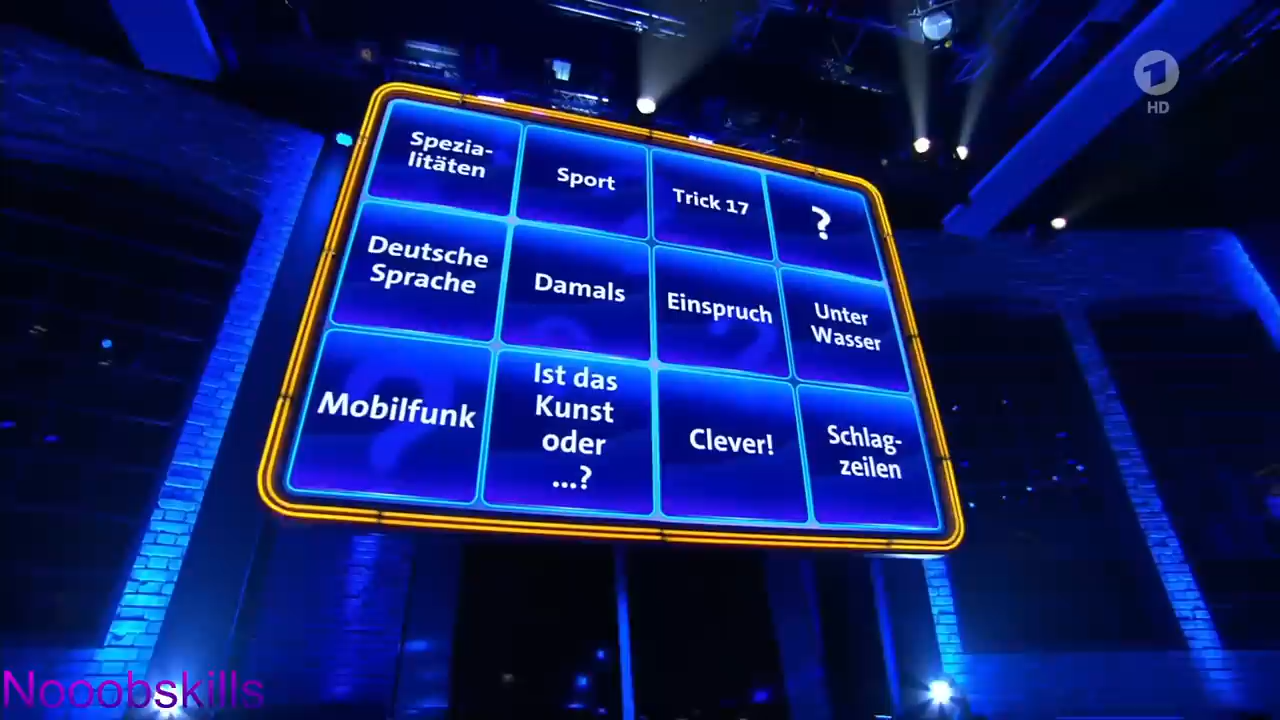 1
HD
Spezia-
litäten
Sport
Trick 17
?
Deutsche
Sprache
Damals
Einspruch
Unter
Wasser
Mobilfunk
Ist das
Kunst
oder
...?
Clever!
Schlag-
zeilen
Nooobskills